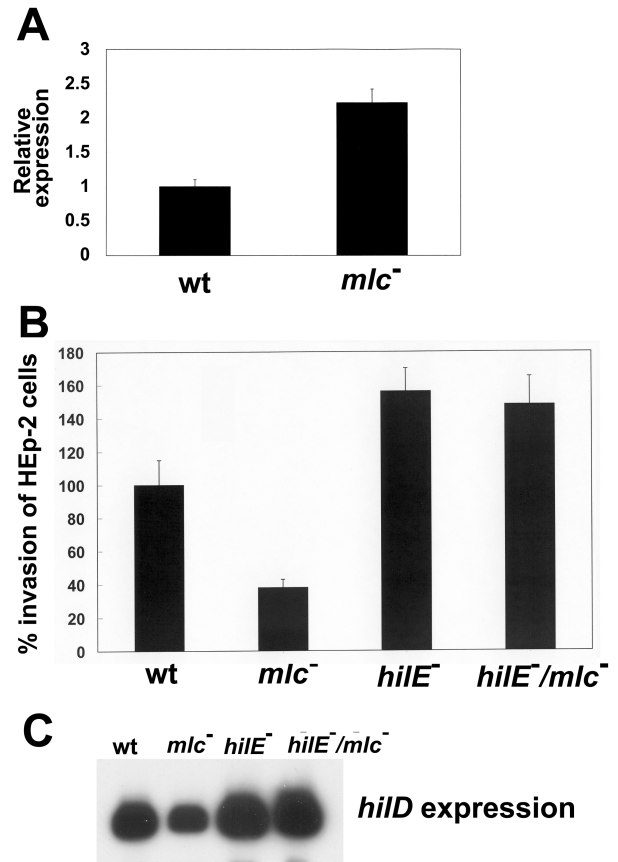 A
Relative
expression
3
2.5
2
1.5
1
0.5
0
wt
mlc⁻
B
% invasion of HEp-2 cells
180
160
140
120
100
80
60
40
20
0
wt
mlc⁻
hilE⁻
hilE⁻/mlc⁻
C
wt
mlc⁻
hilE⁻
hilE⁻/mlc⁻
hilD expression